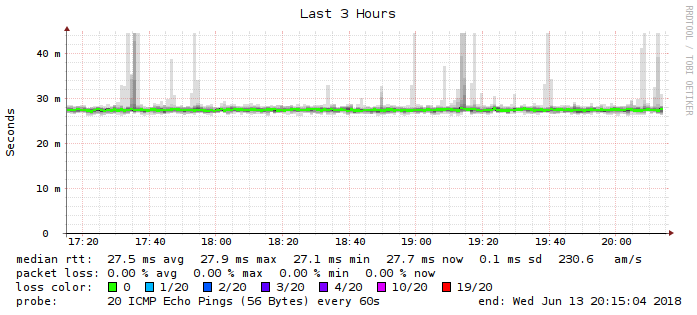 Last 3 Hours
RRDTOOL / TOBI OETIKER
Seconds
40 m
30 m
20 m
10 m
0
17:20 17:40 18:00 18:20 18:40 19:00 19:20 19:40 20:00
median rtt: 27.5 ms avg 27.9 ms max 27.1 ms min 27.7 ms now 0.1 ms sd 230.6 am/s
packet loss: 0.00 % avg 0.00 % max 0.00 % min 0.00 % now
loss color: 0 1/20 2/20 3/20 4/20 10/20 19/20
probe: 20 ICMP Echo Pings (56 Bytes) every 60s end: Wed Jun 13 20:15:04 2018